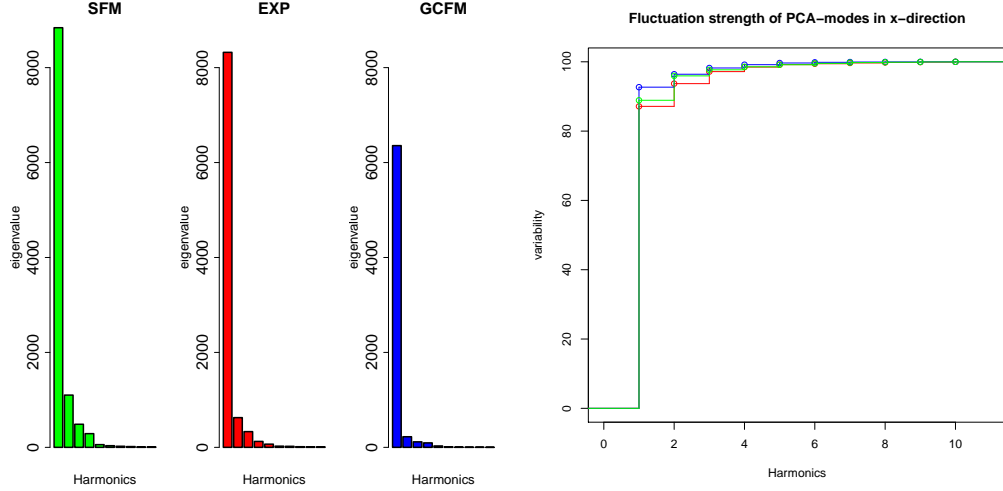 SFM
eigenvalue
0
2000
4000
6000
8000
Harmonics
EXP
eigenvalue
0
2000
4000
6000
8000
Harmonics
GCFM
eigenvalue
0
2000
4000
6000
8000
Harmonics
Fluctuation strength of PCA−modes in x−direction
variability
100
80
60
40
20
0
0 2 4 6 8 10
Harmonics